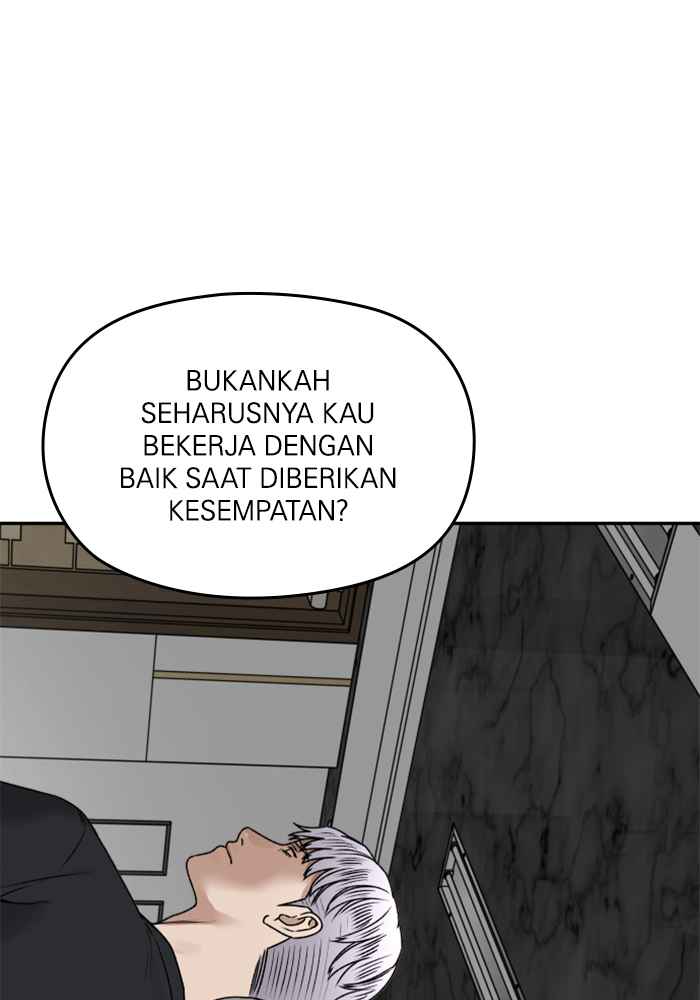 BUKANKAH
SEHARUSNYA KAU
BEKERJA DENGAN
BAIK SAAT DIBERIKAN
KESEMPATAN?